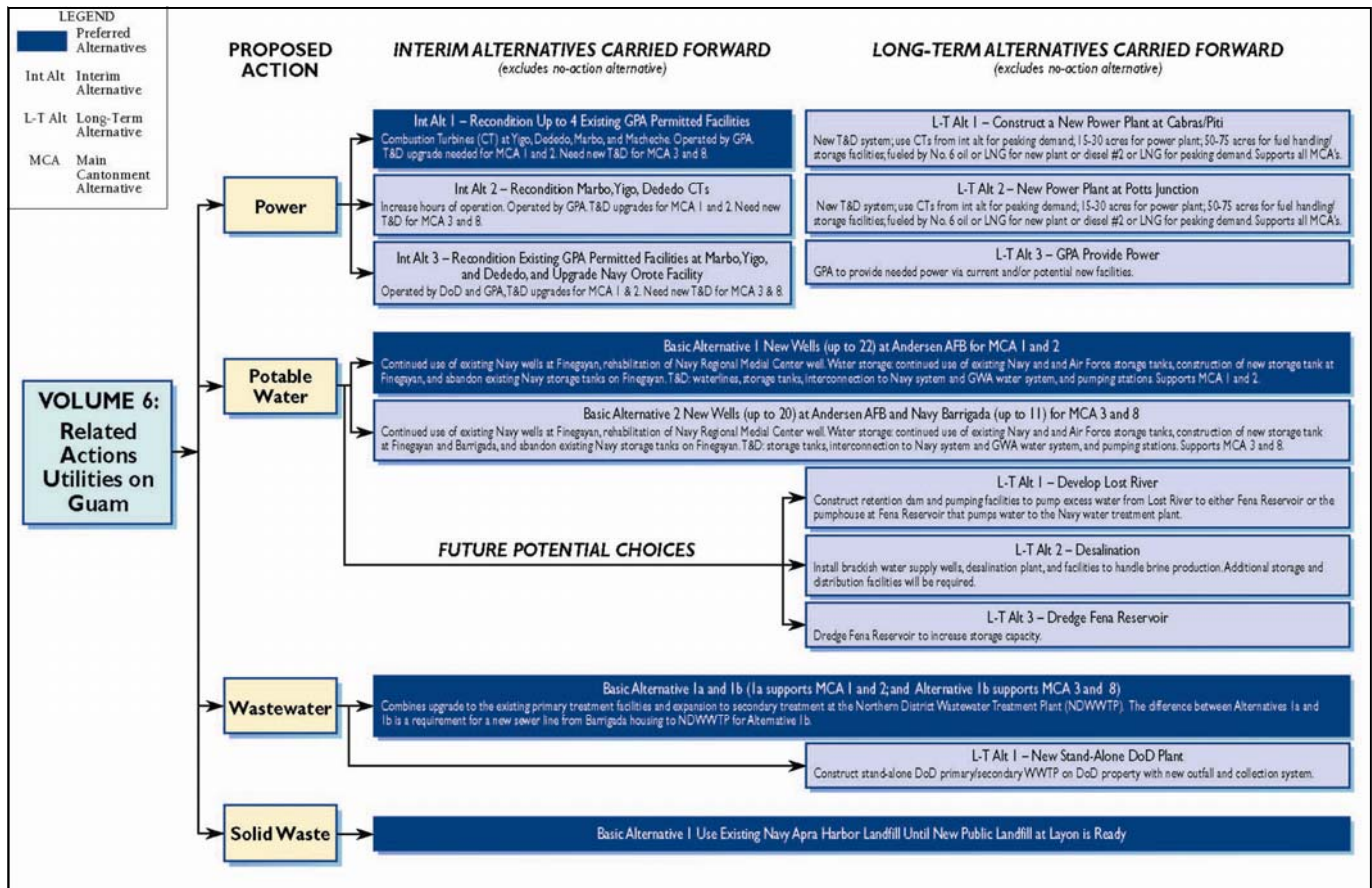 LEGEND
Preferred
Alternatives
Int Alt Interim
Alternative
L-T Alt Long-Term
Alternative
MCA Main
Cantonment
Alternative
PROPOSED
ACTION
INTERIM ALTERNATIVES CARRIED FORWARD
(excludes no-action alternative)
LONG-TERM ALTERNATIVES CARRIED FORWARD
(excludes no-action alternative)
VOLUME 6:
Related
Actions
Utilities on
Guam
Power
Int Alt 1 – Recondition Up to 4 Existing GPA Permitted Facilities
Combustion Turbines (CT) at Yigo, Dededo, Marbo, and Macheche. Operated by GPA.
T&D upgrade needed for MCA 1 and 2. Need new T&D for MCA 3 and 8.
Int Alt 2 – Recondition Marbo, Yigo, Dededo CTs
Increase hours of operation. Operated by GPA. T&D upgrades for MCA 1 and 2. Need new
T&D for MCA 3 and 8.
Int Alt 3 – Recondition Existing GPA Permitted Facilities at Marbo, Yigo,
and Dededo, and Upgrade Navy Orote Facility
Operated by DoD and GPA, T&D upgrades for MCA 1 & 2. Need new T&D for MCA 3 & 8.
L-T Alt 1 – Construct a New Power Plant at Cabras/Piti
New T&D system; use CTs from int alt for peaking demand; 15-30 acres for power plant; 50-75 acres for fuel handling/
storage facilities; fueled by No. 6 oil or LNG for new plant or diesel #2 or LNG for peaking demand. Supports all MCA's.
L-T Alt 2 – New Power Plant at Potts Junction
New T&D system; use CTs from int alt for peaking demand; 15-30 acres for power plant; 50-75 acres for fuel handling/
storage facilities; fueled by No. 6 oil or LNG for new plant or diesel #2 or LNG for peaking demand. Supports all MCA's.
L-T Alt 3 – GPA Provide Power
GPA to provide needed power via current and/or potential new facilities.
Potable
Water
Basic Alternative 1 New Wells (up to 22) at Andersen AFB for MCA 1 and 2
Continued use of existing Navy wells at Finegayan, rehabilitation of Navy Regional Medial Center well. Water storage: continued use of existing Navy and and Air Force storage tanks, construction of new storage tank at
Finegayan, and abandon existing Navy storage tanks on Finegayan. T&D: waterlines, storage tanks, interconnection to Navy system and GWA water system, and pumping stations. Supports MCA 1 and 2.
Basic Alternative 2 New Wells (up to 20) at Andersen AFB and Navy Barrigada (up to 11) for MCA 3 and 8
Continued use of existing Navy wells at Finegayan, rehabilitation of Navy Regional Medial Center well. Water storage: continued use of existing Navy and and Air Force storage tanks, construction of new storage tank
at Finegayan and Barrigada, and abandon existing Navy storage tanks on Finegayan. T&D: storage tanks, interconnection to Navy system and GWA water system, and pumping stations. Supports MCA 3 and 8.
FUTURE POTENTIAL CHOICES
L-T Alt 1 – Develop Lost River
Construct retention dam and pumping facilities to pump excess water from Lost River to either Fena Reservoir or the
pumphouse at Fena Reservoir that pumps water to the Navy water treatment plant.
L-T Alt 2 – Desalination
Install brackish water supply wells, desalination plant, and facilities to handle brine production. Additional storage and
distribution facilities will be required.
L-T Alt 3 – Dredge Fena Reservoir
Dredge Fena Reservoir to increase storage capacity.
Wastewater
Basic Alternative 1a and 1b (1a supports MCA 1 and 2; and Alternative 1b supports MCA 3 and 8)
Combines upgrade to the existing primary treatment facilities and expansion to secondary treatment at the Northern District Wastewater Treatment Plant (NDWWTP). The difference between Alternatives 1a and
1b is a requirement for a new sewer line from Barrigada housing to NDWWTP for Alternative 1b.
L-T Alt 1 – New Stand-Alone DoD Plant
Construct stand-alone DoD primary/secondary WWTP on DoD property with new outfall and collection system.
Solid Waste
Basic Alternative 1 Use Existing Navy Apra Harbor Landfill Until New Public Landfill at Layon is Ready